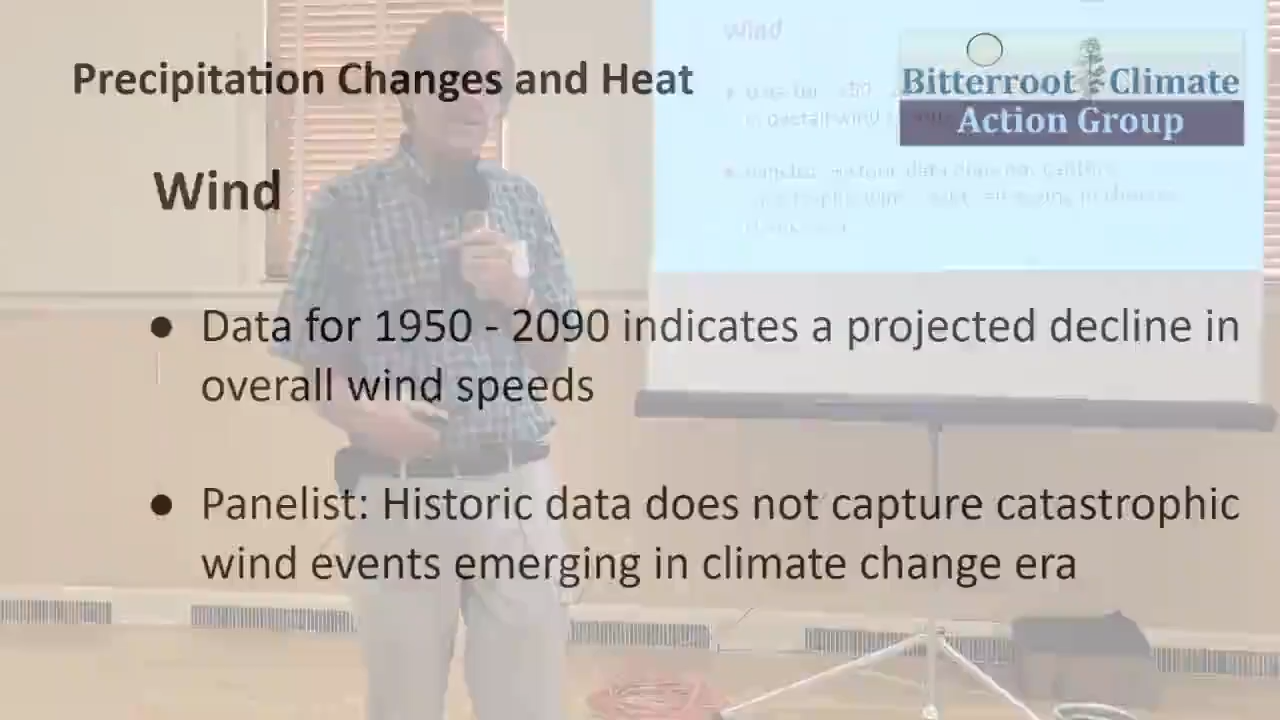 Precipitation Changes and Heat
Bitterroot Climate
Action Group
Wind
● Data for 1950 - 2090 indicates a projected decline in
overall wind speeds
● Panelist: Historic data does not capture catastrophic
wind events emerging in climate change era
Wind